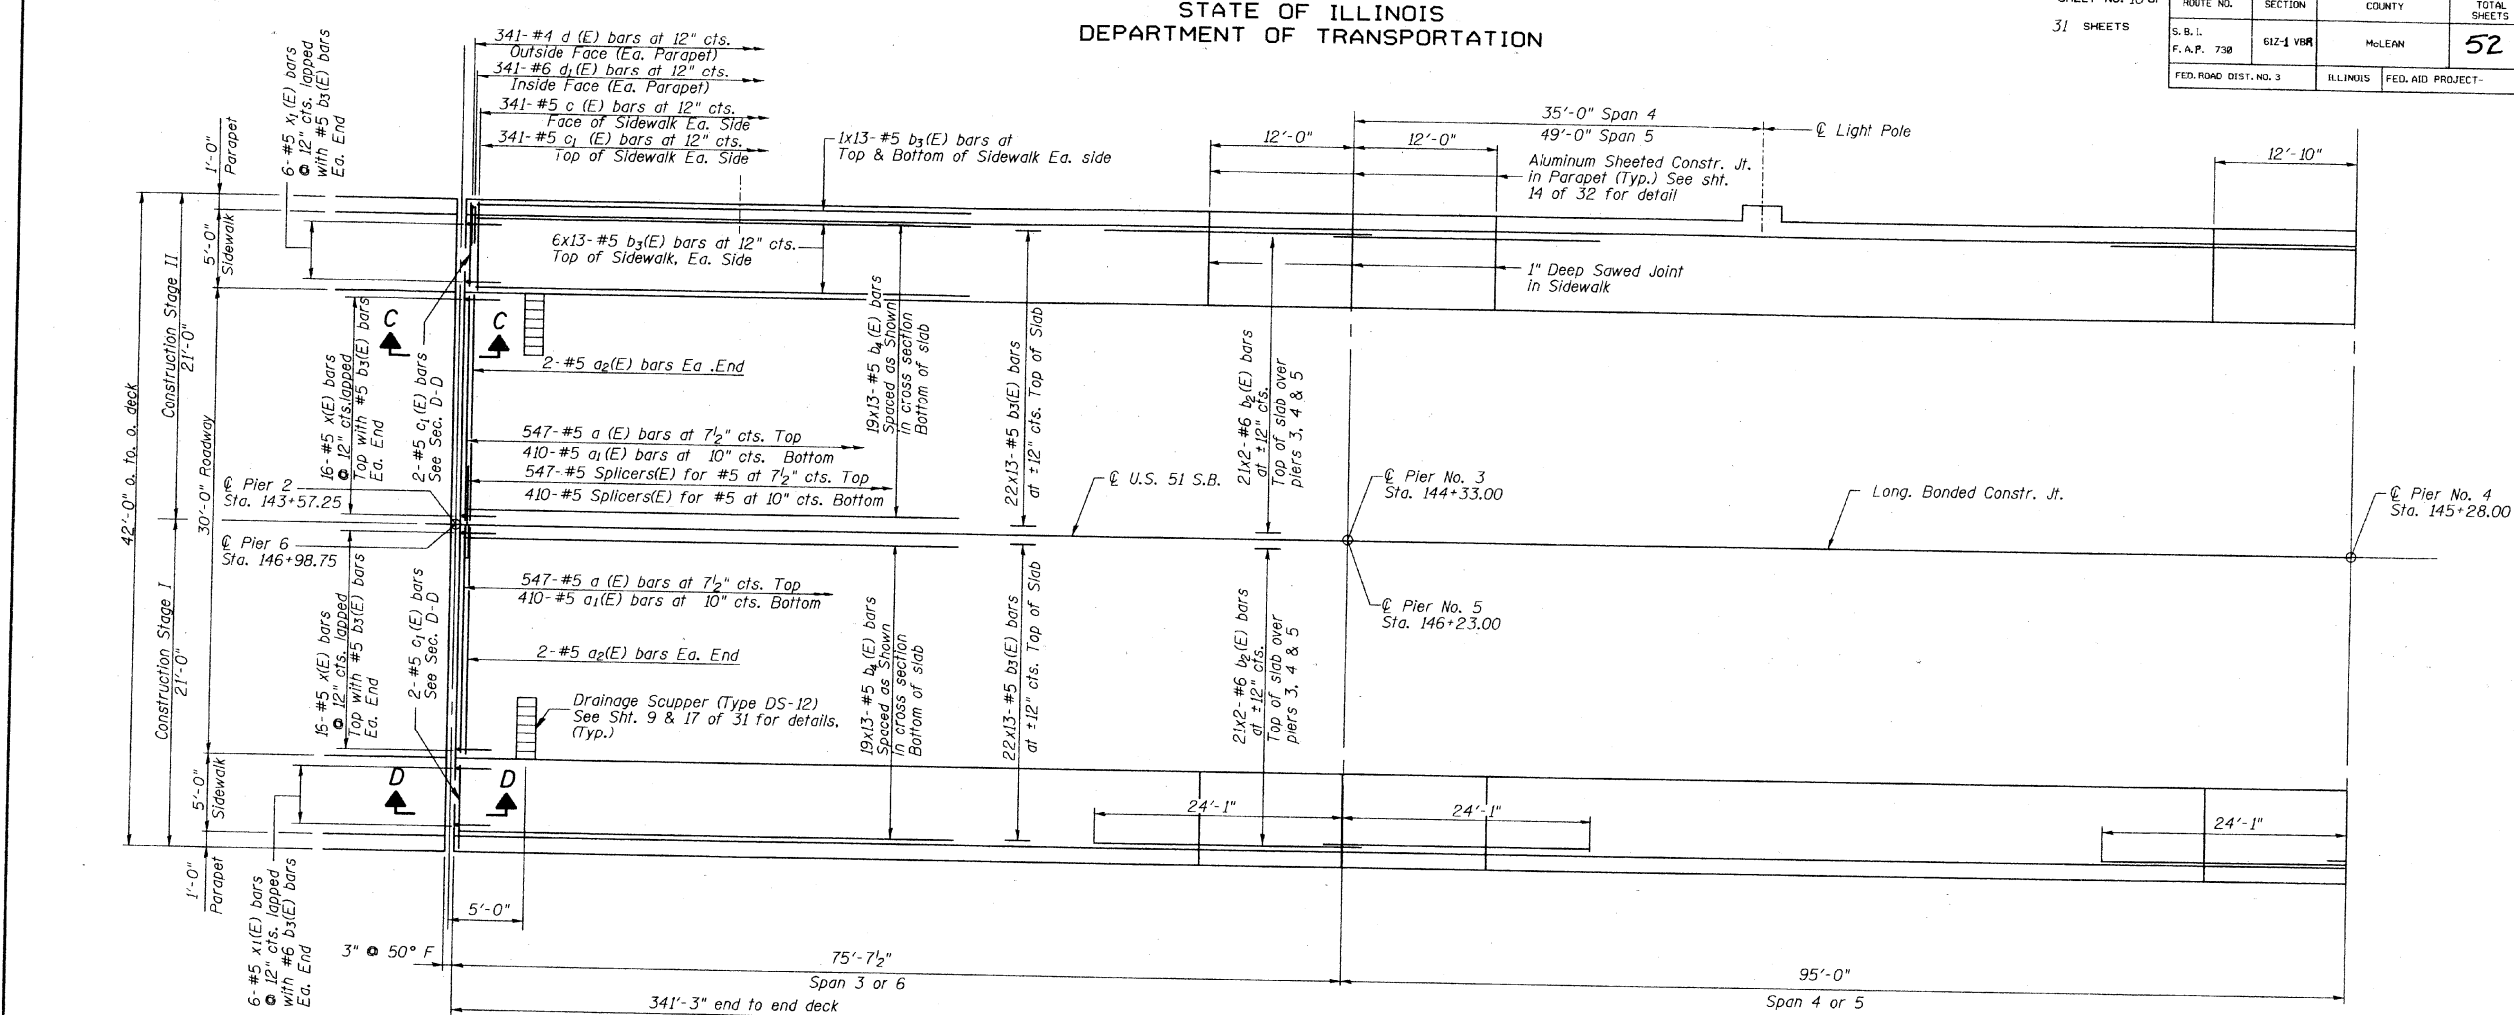 STATE OF ILLINOIS
DEPARTMENT OF TRANSPORTATION
31 SHEETS
ROUTE NO.
SECTION
COUNTY
TOTAL
SHEETS
S.B.I.
F.A.P. 730
61Z-1 VBR
McLEAN
52
FED. ROAD DIST. NO. 3
ILLINOIS
FED. AID PROJECT-
341-#4 d (E) bars at 12" cts.
Outside Face (Ea. Parapet)
341-#6 d₁(E) bars at 12" cts.
Inside Face (Ea. Parapet)
341-#5 c (E) bars at 12" cts.
Face of Sidewalk Ea. Side
341-#5 c₁ (E) bars at 12" cts.
Top of Sidewalk Ea. Side
1x13-#5 b₃(E) bars at
Top & Bottom of Sidewalk Ea. side
6-#5 x₁(E) bars
@ 12" cts. lapped
with #5 b₃(E) bars
Ea. End
1'-0"
Parapet
5'-0"
Sidewalk
12'-0"
12'-0"
35'-0" Span 4
49'-0" Span 5
℄ Light Pole
12'-10"
Aluminum Sheeted Constr. Jt.
in Parapet (Typ.) See sht.
14 of 32 for detail
6x13-#5 b₃(E) bars at 12" cts.
Top of Sidewalk, Ea. Side
1" Deep Sawed Joint
in Sidewalk
42'-0" o. to. o. deck
Construction Stage II
21'-0"
30'-0" Roadway
16-#5 x(E) bars
@ 12" cts.lapped
Top with #5 b3(E) bars
Ea. End
2-#5 c₁(E) bars
See Sec. D-D
C
C
2-#5 a₂(E) bars Ea .End
19x13-#5 b₄(E) bars
Spaced as Shown
in cross section
Bottom of slab
22x13-#5 b₃(E) bars
at ±12" cts. Top of Slab
21x2-#6 b₂(E) bars
at ±12" cts.
Top of slab over
piers 3, 4 & 5
547-#5 a (E) bars at 7½" cts. Top
410-#5 a₁(E) bars at 10" cts. Bottom
547-#5 Splicers(E) for #5 at 7½" cts. Top
410-#5 Splicers(E) for #5 at 10" cts. Bottom
℄ Pier 2
Sta. 143+57.25
℄ Pier 6
Sta. 146+98.75
℄ U.S. 51 S.B.
℄ Pier No. 3
Sta. 144+33.00
Long. Bonded Constr. Jt.
℄ Pier No. 4
Sta. 145+28.00
℄ Pier No. 5
Sta. 146+23.00
Construction Stage I
21'-0"
15-#5 x(E) bars
@ 12" cts. lapped
Top with #5 b3(E) bars
Ea. End
2-#5 c₁(E) bars
See Sec. D-D
547-#5 a (E) bars at 7½" cts. Top
410-#5 a₁(E) bars at 10" cts. Bottom
2-#5 a₂(E) bars Ea. End
Drainage Scupper (Type DS-12)
See Sht. 9 & 17 of 31 for details.
(Typ.)
19x13-#5 b₄(E) bars
Spaced as Shown
in cross section
Bottom of slab
22x13-#5 b₃(E) bars
at ±12" cts. Top of Slab
21x2-#6 b₂(E) bars
at ±12" cts.
Top of slab over
piers 3, 4 & 5
D
D
5'-0"
Sidewalk
1'-0"
Parapet
6-#5 x₁(E) bars
@ 12" cts. lapped
with #6 b₃(E) bars
Ea. End
24'-1"
24'-1"
24'-1"
5'-0"
3" @ 50° F
75'-7½"
Span 3 or 6
95'-0"
Span 4 or 5
341'-3" end to end deck